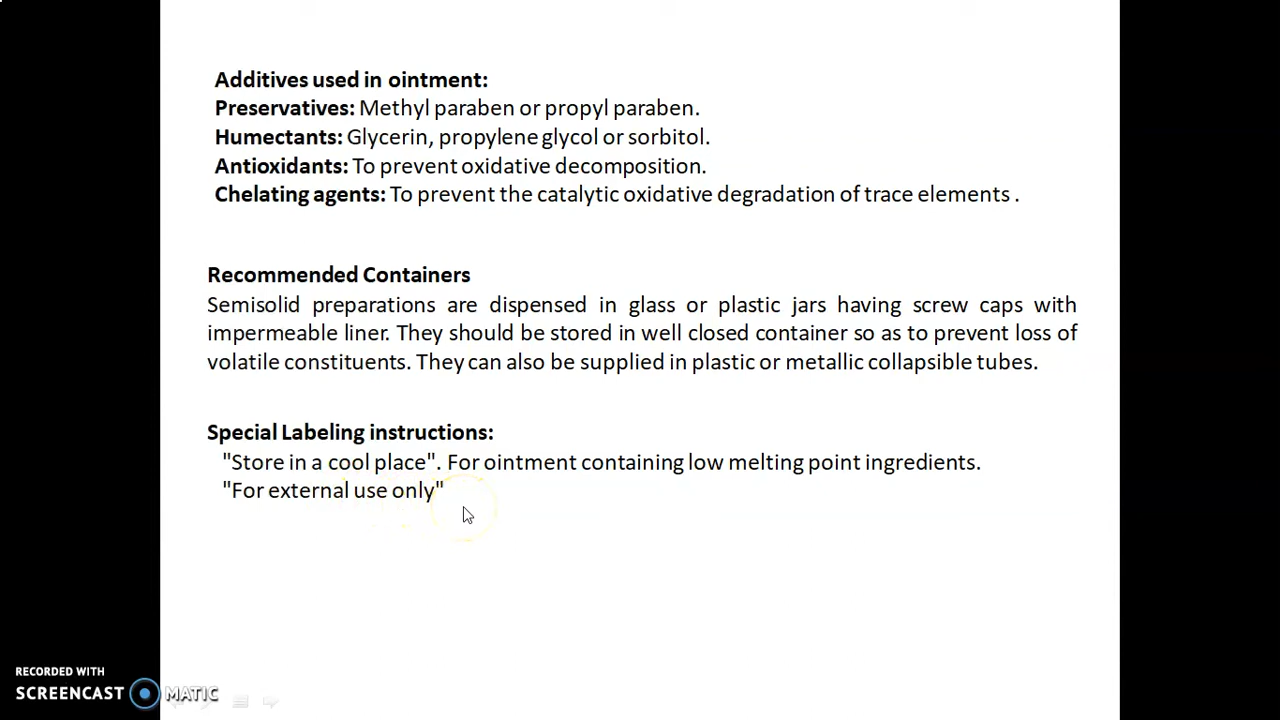 Additives used in ointment:
Preservatives: Methyl paraben or propyl paraben.
Humectants: Glycerin, propylene glycol or sorbitol.
Antioxidants: To prevent oxidative decomposition.
Chelating agents: To prevent the catalytic oxidative degradation of trace elements .
Recommended Containers
Semisolid preparations are dispensed in glass or plastic jars having screw caps with
impermeable liner. They should be stored in well closed container so as to prevent loss of
volatile constituents. They can also be supplied in plastic or metallic collapsible tubes.
Special Labeling instructions:
"Store in a cool place". For ointment containing low melting point ingredients.
"For external use only"
RECORDED WITH
SCREENCAST MATIC